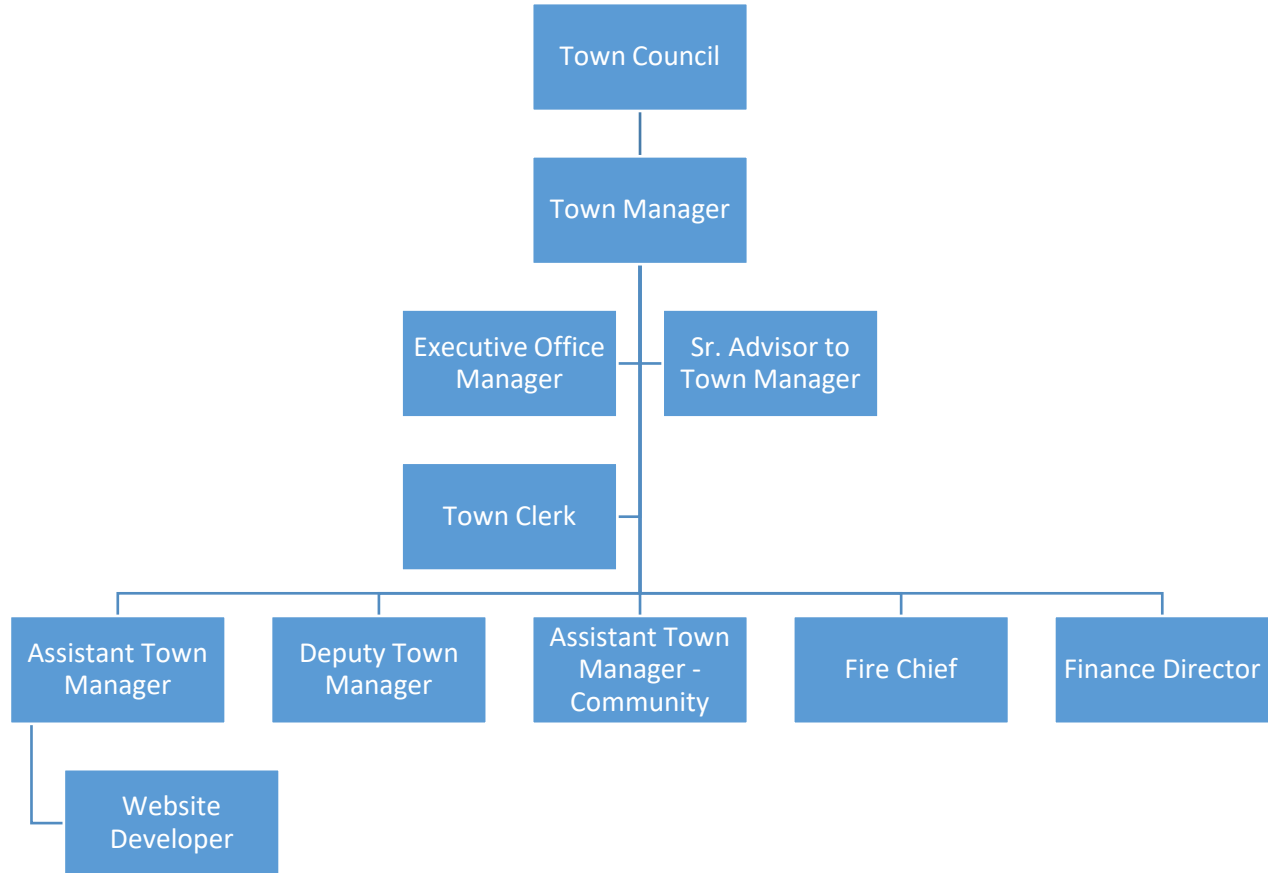 Town Council
Town Manager
Executive Office
Manager
Sr. Advisor to
Town Manager
Town Clerk
Assistant Town
Manager
Deputy Town
Manager
Assistant Town
Manager -
Community
Fire Chief
Finance Director
Website
Developer